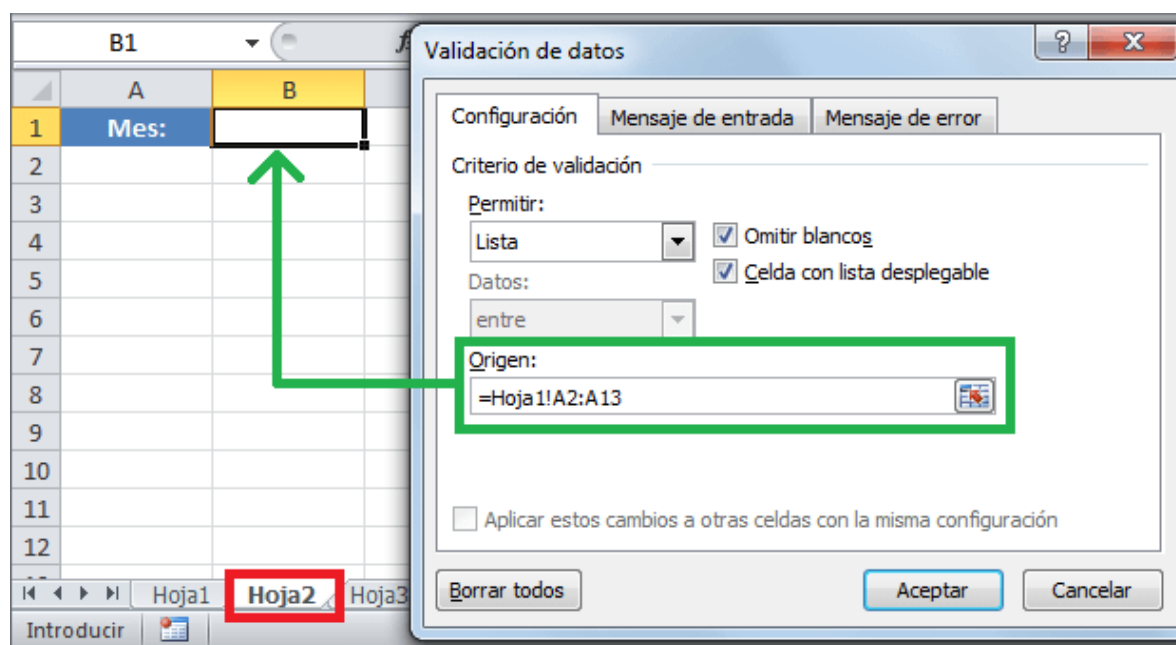 B1
Validación de datos
A B
1 Mes:
2
3
4
5
6
7
8
9
10
11
12
Configuración Mensaje de entrada Mensaje de error
Criterio de validación
Permitir:
Lista
Omitir blancos
Celda con lista desplegable
Datos:
entre
Origen:
=Hoja1!A2:A13
Aplicar estos cambios a otras celdas con la misma configuración
Borrar todos Aceptar Cancelar
Hoja1 Hoja2 Hoja3
Introducir